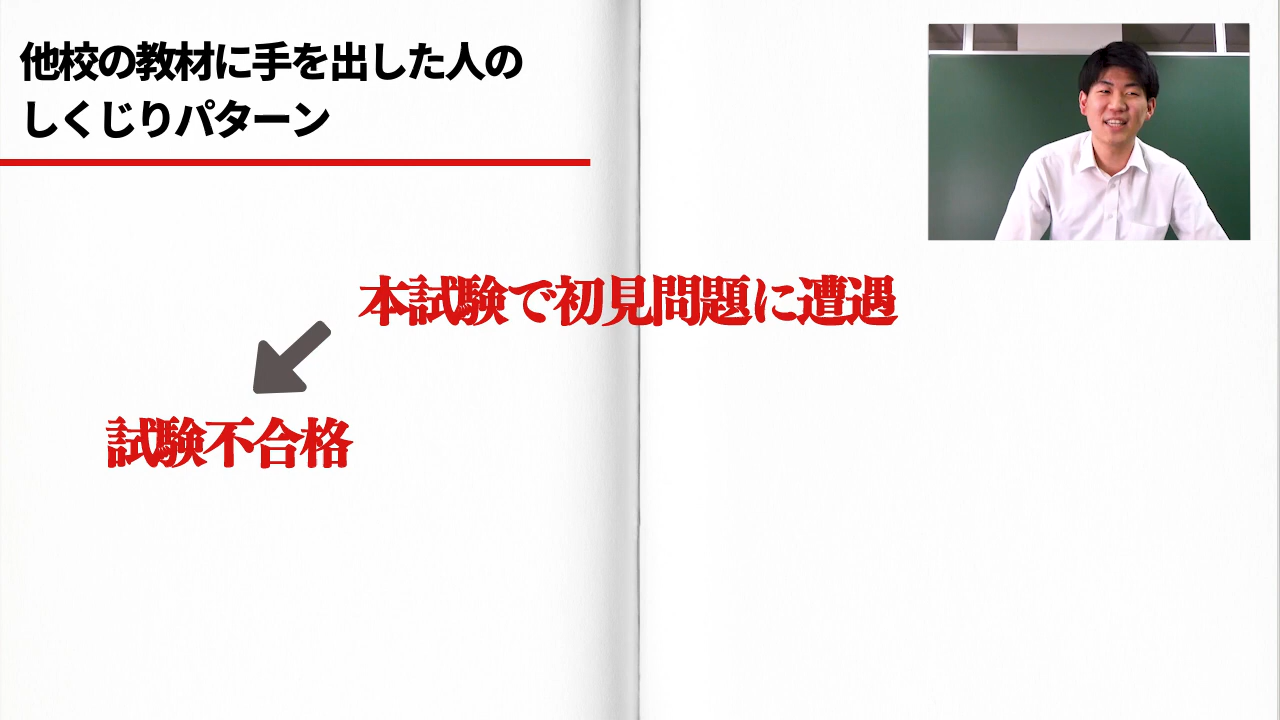 他校の教材に手を出した人の
しくじりパターン
本試験で初見問題に遭遇
試験不合格